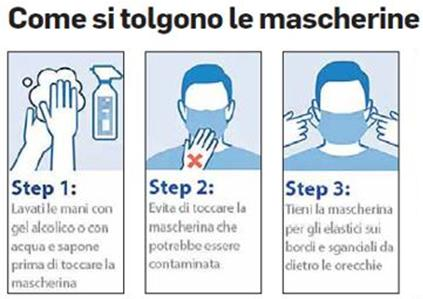 Come si tolgono le mascherine
Step 1:
Lavati le mani con
gel alcolico o con
acqua e sapone
prima di toccare la
mascherina
Step 2:
Evita di toccare la
mascherina che
potrebbe essere
contaminata
Step 3:
Tieni la mascherina
per gli elastici sui
bordi e sganciali da
dietro le orecchie